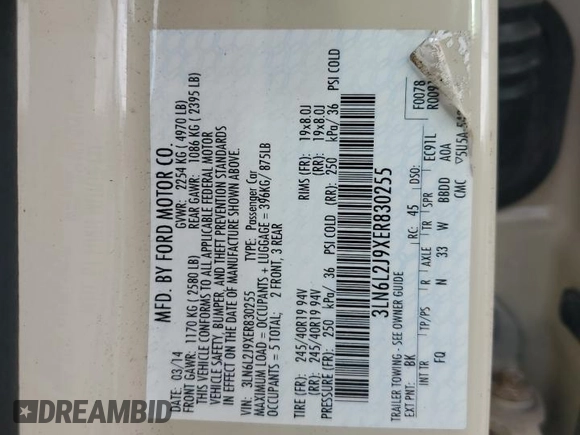 MFD. BY FORD MOTOR CO.
DATE: 03/14 GVWR: 2254 KG ( 4970 LB)
FRONT GAWR: 1170 KG ( 2580 LB) REAR GAWR: 1086 KG ( 2395 LB)
THIS VEHICLE CONFORMS TO ALL APPLICABLE FEDERAL MOTOR
VEHICLE SAFETY, BUMPER, AND THEFT PREVENTION STANDARDS
IN EFFECT ON THE DATE OF MANUFACTURE SHOWN ABOVE.
VIN: 3LN6L2J9XER830255 TYPE: Passenger Car
MAXIMUM LOAD = OCCUPANTS + LUGGAGE = 396KG/ 875LB
OCCUPANTS = 5 TOTAL; 2 FRONT, 3 REAR
TIRE (FR): 245/40R19 94V RIMS (FR): 19x8.0J
(RR): 245/40R19 94V (RR): 19x8.0J
PRESSURE (FR): 250 kPa/ 36 PSI COLD (RR): 250 kPa/ 36 PSI COLD
3LN6L2J9XER830255
TRAILER TOWING - SEE OWNER GUIDE
F0078
EXT PNT: BK RC: 45 DSO:
INT TR TP/PS R AXLE TR SPR EC91L
FQ N 33 W BBDD AOA
CMC
DREAMBID